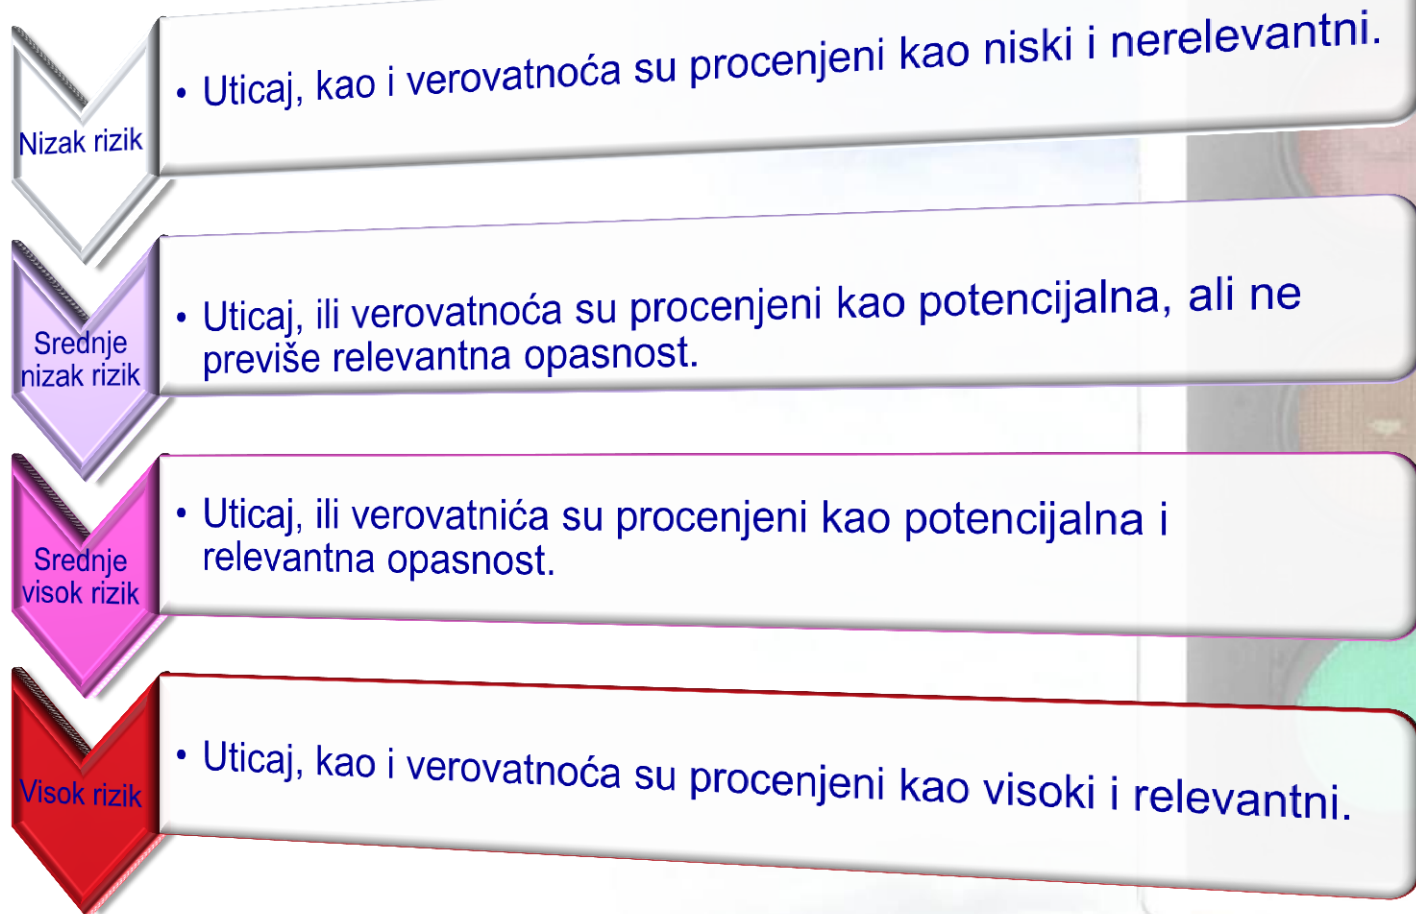 Nizak rizik
• Uticaj, kao i verovatnoća su procenjeni kao niski i nerelevantni.
Srednje
nizak rizik
• Uticaj, ili verovatnoća su procenjeni kao potencijalna, ali ne
previše relevantna opasnost.
Srednje
visok rizik
• Uticaj, ili verovatnića su procenjeni kao potencijalna i
relevantna opasnost.
Visok rizik
• Uticaj, kao i verovatnoća su procenjeni kao visoki i relevantni.